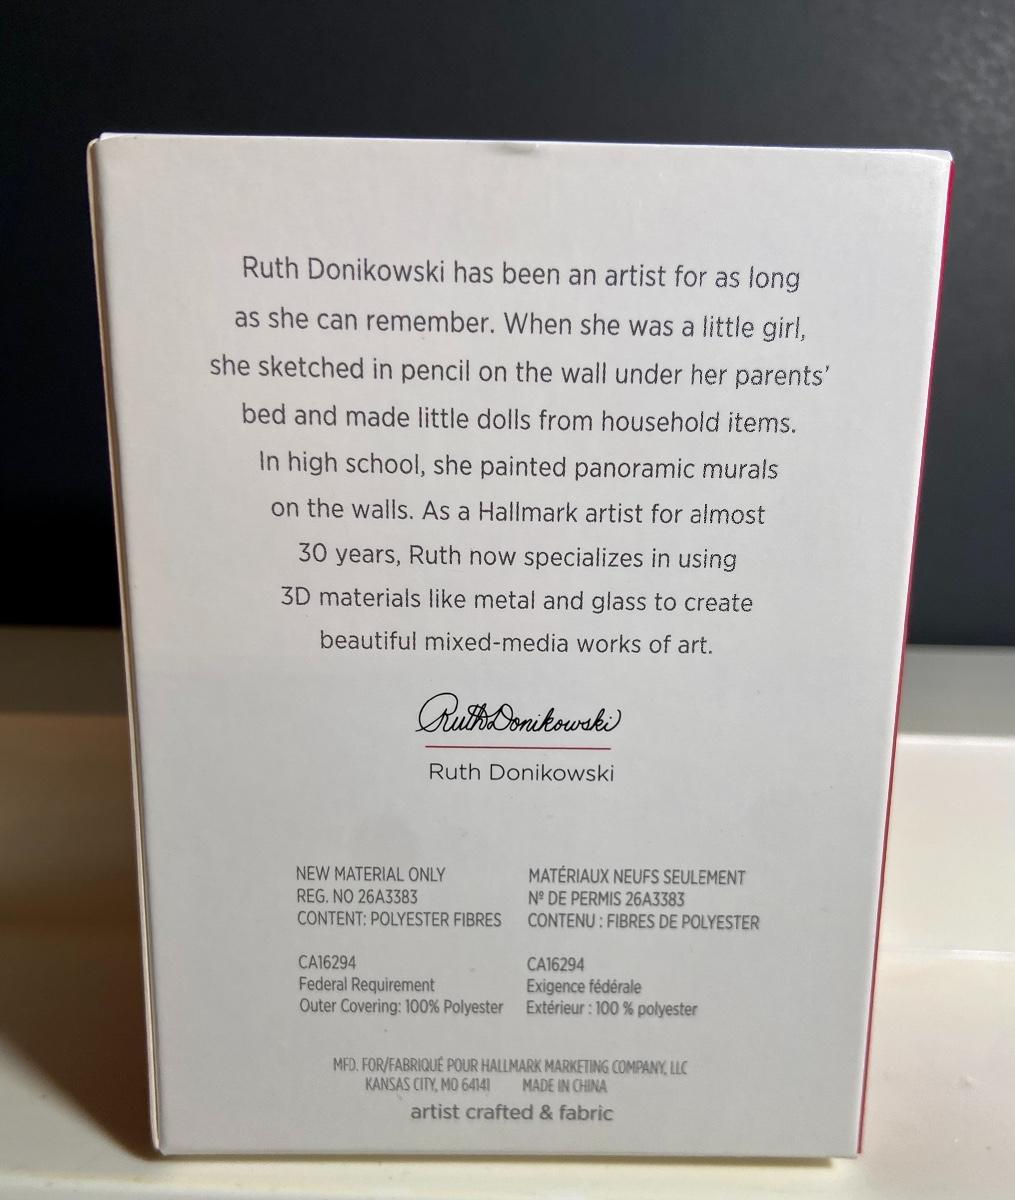 Ruth Donikowski has been an artist for as long
as she can remember. When she was a little girl,
she sketched in pencil on the wall under her parents'
bed and made little dolls from household items.
In high school, she painted panoramic murals
on the walls. As a Hallmark artist for almost
30 years, Ruth now specializes in using
3D materials like metal and glass to create
beautiful mixed-media works of art.
Ruth Donikowski
Ruth Donikowski
NEW MATERIAL ONLY
REG. NO 26A3383
CONTENT: POLYESTER FIBRES
CA16294
Federal Requirement
Outer Covering: 100% Polyester
MATÉRIAUX NEUFS SEULEMENT
Nº DE PERMIS 26A3383
CONTENU : FIBRES DE POLYESTER
CA16294
Exigence fédérale
Extérieur : 100 % polyester
MFD. FOR/FABRIQUÉ POUR HALLMARK MARKETING COMPANY, LLC
KANSAS CITY, MO 64141 MADE IN CHINA
artist crafted & fabric